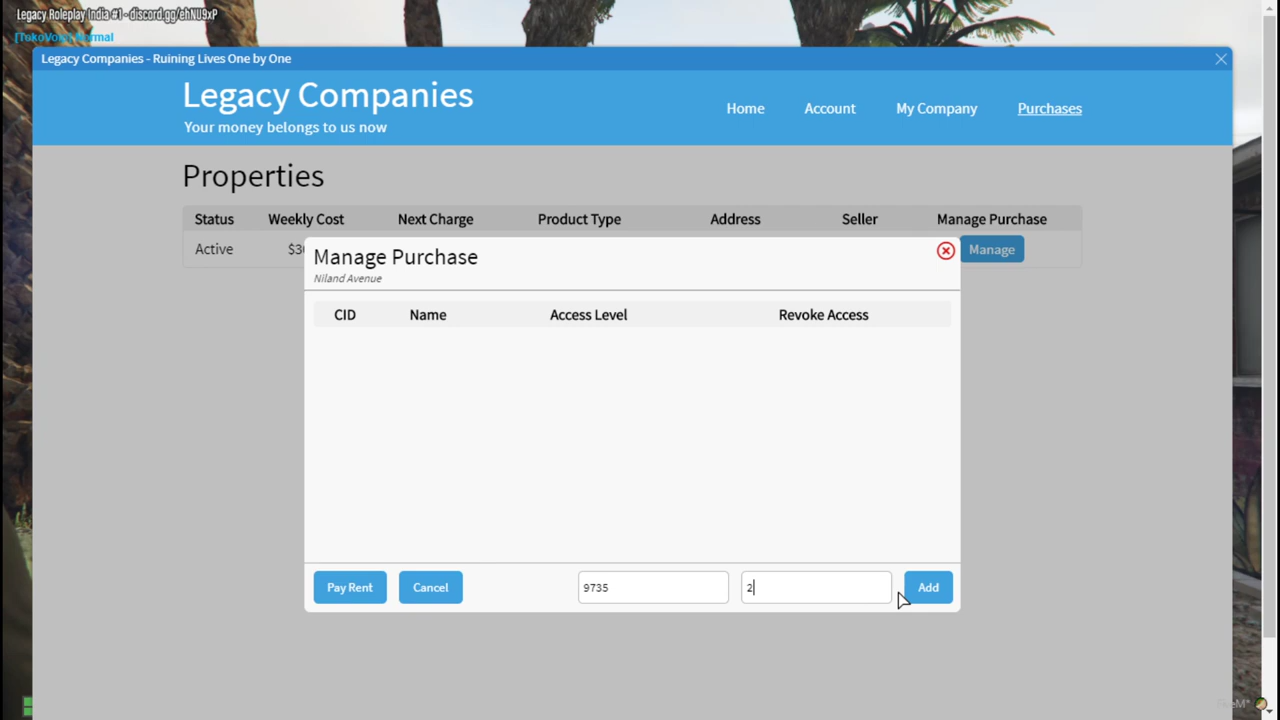 Legacy Roleplay India #1 - discord.gg/ehNU9xP
[TokoVoip] Normal
Legacy Companies - Ruining Lives One by One
Legacy Companies
Your money belongs to us now
Home Account My Company Purchases
Properties
Status Weekly Cost Next Charge Product Type Address Seller Manage Purchase
Active Manage
Manage Purchase
Niland Avenue
CID Name Access Level Revoke Access
Pay Rent Cancel 9735 2 Add
FiveM